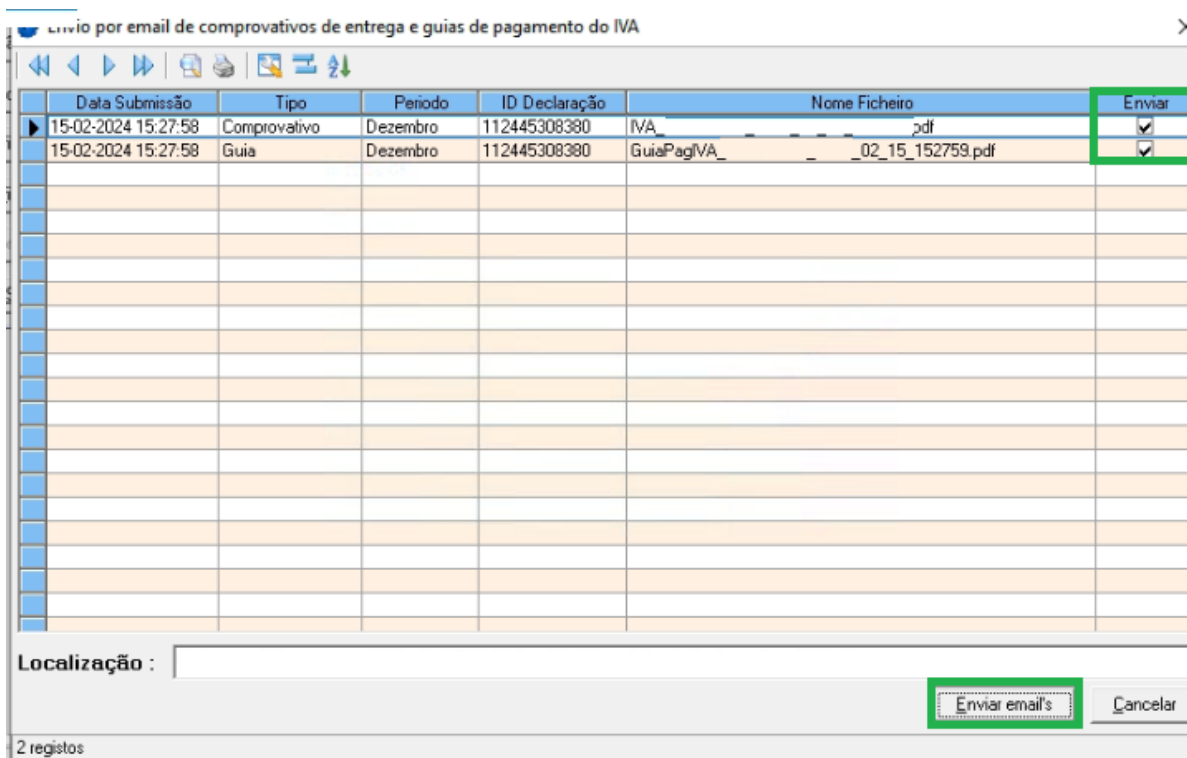 por email de comprovativos de entrega e guias de pagamento do IVA
Data Submissão Tipo Periodo ID Declaração Nome Ficheiro Enviar
15-02-2024 15:27:58 Comprovativo Dezembro 112445308380 IVA_ _ _ _ _ pdf
15-02-2024 15:27:58 Guia Dezembro 112445308380 GuiaPagIVA_ _ _02_15_152759.pdf
Localização :
Enviar email's Cancelar
2 registos